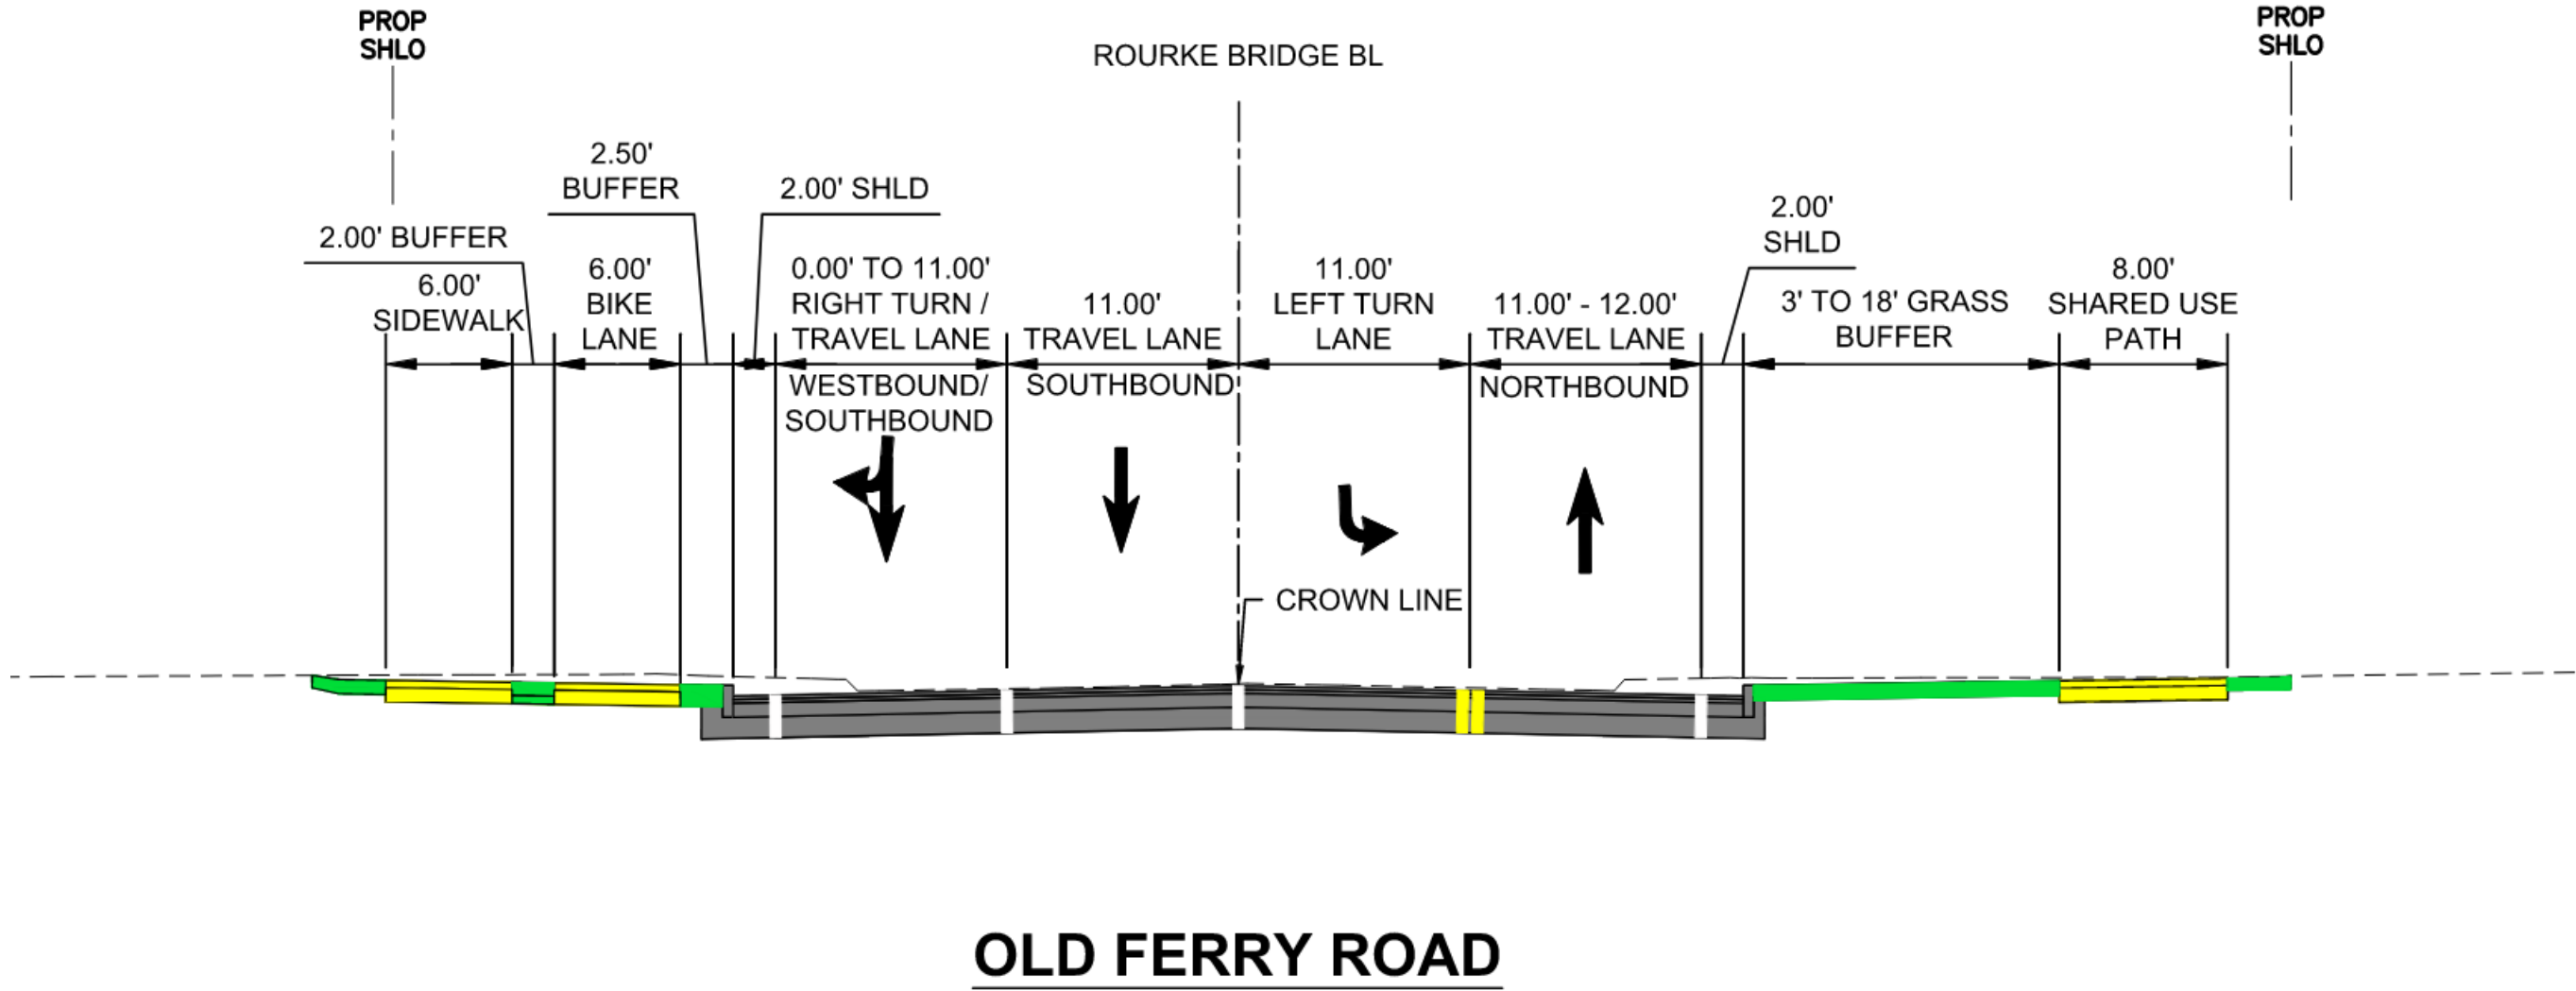 PROP
SHLO
ROURKE BRIDGE BL
PROP
SHLO
2.00' BUFFER
6.00'
SIDEWALK
2.50'
BUFFER
6.00'
BIKE
LANE
2.00' SHLD
0.00' TO 11.00'
RIGHT TURN /
TRAVEL LANE
WESTBOUND/
SOUTHBOUND
11.00'
TRAVEL LANE
SOUTHBOUND
11.00'
LEFT TURN
LANE
11.00' - 12.00'
TRAVEL LANE
NORTHBOUND
2.00'
SHLD
3' TO 18' GRASS
BUFFER
8.00'
SHARED USE
PATH
CROWN LINE
OLD FERRY ROAD